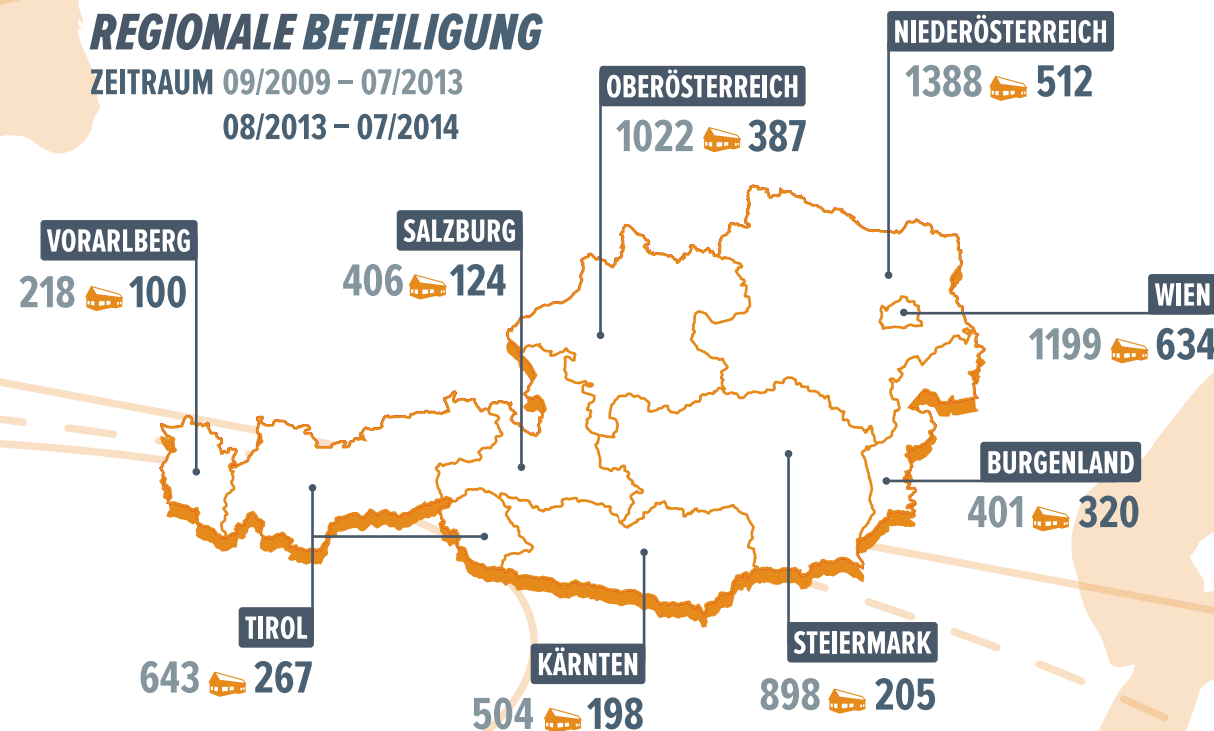 REGIONALE BETEILIGUNG
ZEITRAUM 09/2009 – 07/2013
08/2013 – 07/2014
NIEDERÖSTERREICH
1388 512
OBERÖSTERREICH
1022 387
SALZBURG
406 124
VORARLBERG
218 100
WIEN
1199 634
BURGENLAND
401 320
TIROL
643 267
KÄRNTEN
504 198
STEIERMARK
898 205